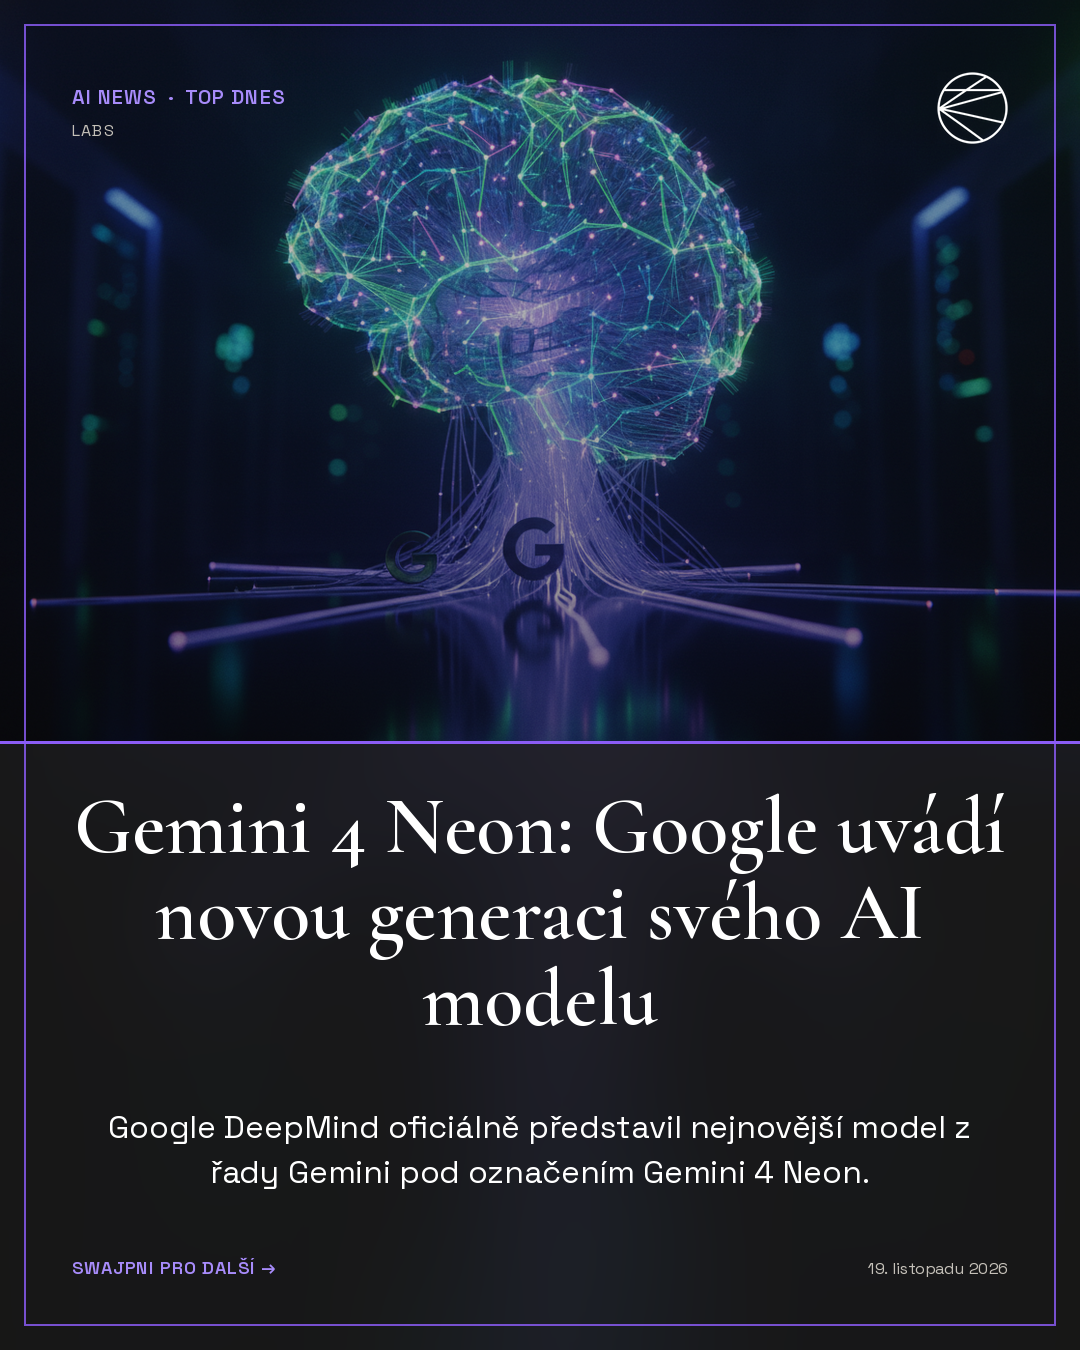 AI NEWS · TOP DNES
LABS
G G
Gemini 4 Neon: Google uvádí
novou generaci svého AI
modelu
Google DeepMind oficiálně představil nejnovější model z
řady Gemini pod označením Gemini 4 Neon.
SWAJPNI PRO DALŠÍ →
19. listopadu 2026